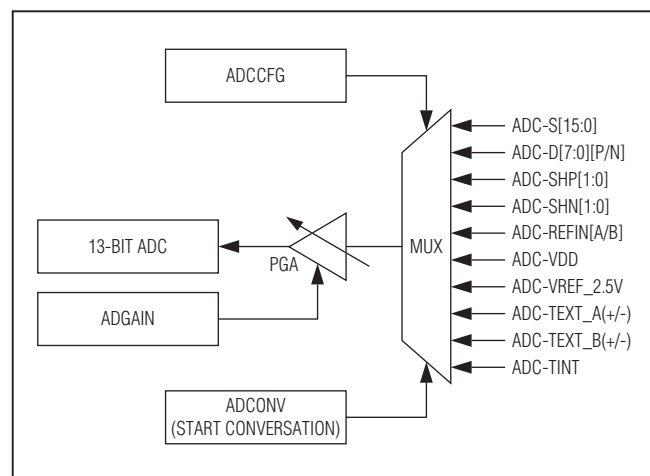 ADCCFG
ADC-S[15:0]
ADC-D[7:0][P/N]
ADC-SHP[1:0]
ADC-SHN[1:0]
ADC-REFIN[A/B]
ADC-VDD
ADC-VREF_2.5V
ADC-TEXT_A(+/-)
ADC-TEXT_B(+/-)
ADC-TINT
MUX
13-BIT ADC
PGA
ADGAIN
ADCONV
(START CONVERSATION)